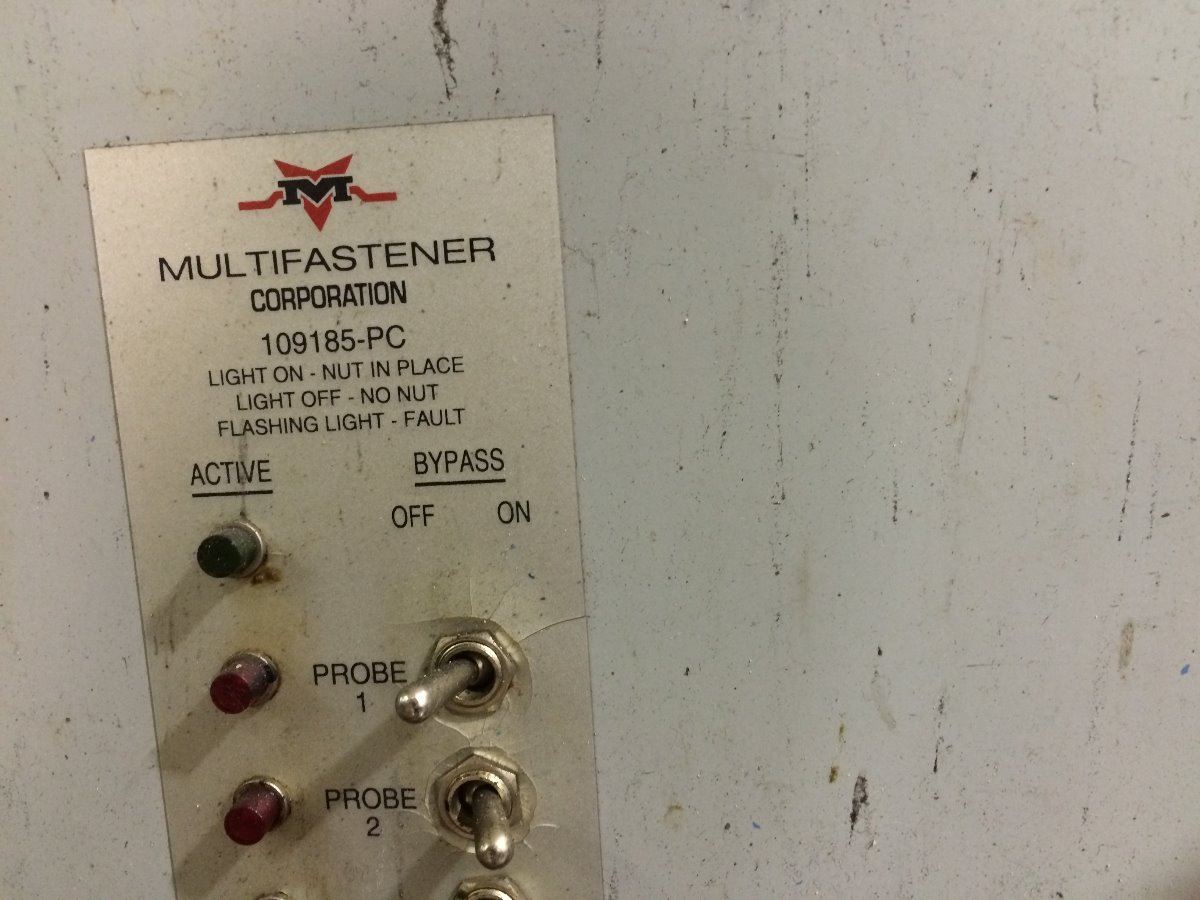 M
MULTIFASTENER
CORPORATION
109185-PC
LIGHT ON - NUT IN PLACE
LIGHT OFF - NO NUT
FLASHING LIGHT - FAULT
ACTIVE BYPASS
OFF ON
PROBE
1
PROBE
2